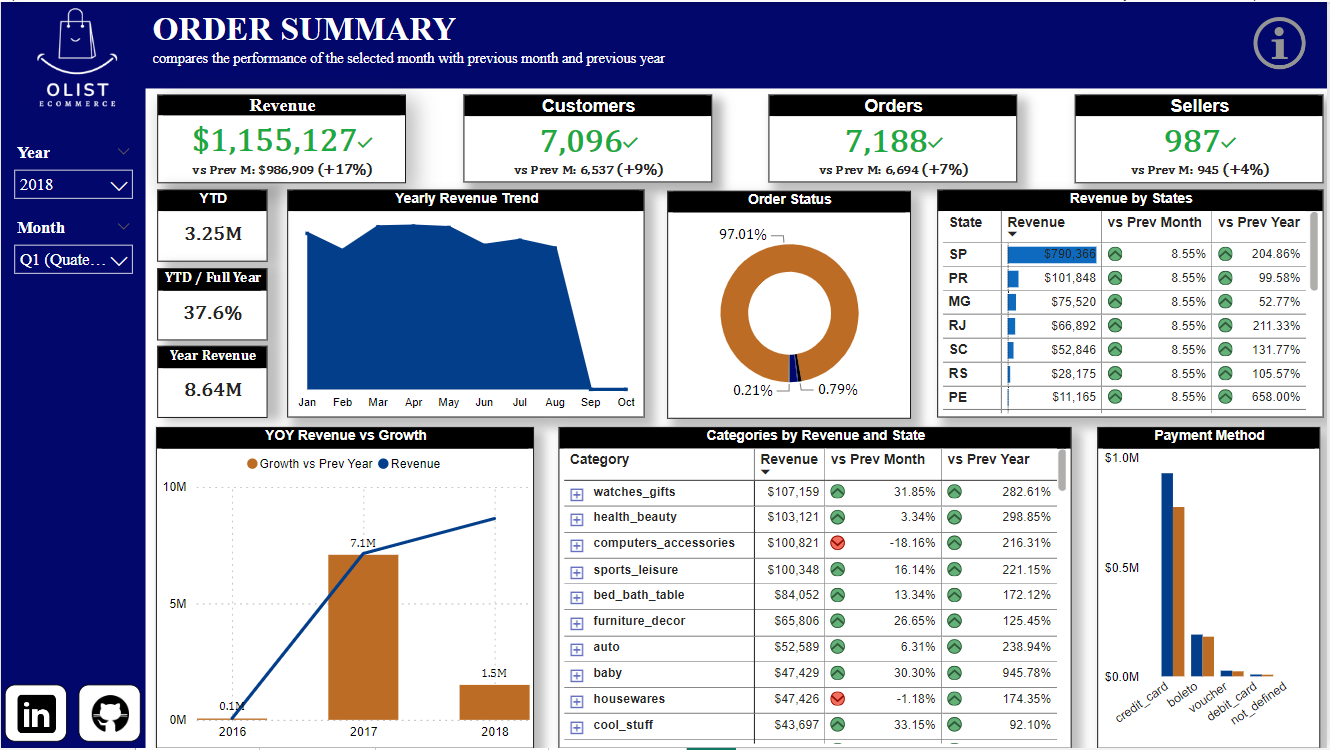 ORDER SUMMARY
compares the performance of the selected month with previous month and previous year
OLIST
ECOMMERCE
Year
2018
Month
Q1 (Quate...
Revenue
$1,155,127
vs Prev M: $986,909 (+17%)
Customers
7,096
vs Prev M: 6,537 (+9%)
Orders
7,188
vs Prev M: 6,694 (+7%)
Sellers
987
vs Prev M: 945 (+4%)
YTD
3.25M
YTD / Full Year
37.6%
Year Revenue
8.64M
Yearly Revenue Trend
Jan Feb Mar Apr May Jun Jul Aug Sep Oct
Order Status
97.01%
0.21% 0.79%
Revenue by States
State Revenue vs Prev Month vs Prev Year
SP $790,366 8.55% 204.86%
PR $101,848 8.55% 99.58%
MG $75,520 8.55% 52.77%
RJ $66,892 8.55% 211.33%
SC $52,846 8.55% 131.77%
RS $28,175 8.55% 105.57%
PE $11,165 8.55% 658.00%
YOY Revenue vs Growth
Growth vs Prev Year Revenue
10M
7.1M
5M
1.5M
0.1M
0M
2016 2017 2018
Categories by Revenue and State
Category Revenue vs Prev Month vs Prev Year
watches_gifts $107,159 31.85% 282.61%
health_beauty $103,121 3.34% 298.85%
computers_accessories $100,821 -18.16% 216.31%
sports_leisure $100,348 16.14% 221.15%
bed_bath_table $84,052 13.34% 172.12%
furniture_decor $65,806 26.65% 125.45%
auto $52,589 6.31% 238.94%
baby $47,429 30.30% 945.78%
housewares $47,426 -1.18% 174.35%
cool_stuff $43,697 33.15% 92.10%
Payment Method
$1.0M
$0.5M
$0.0M
credit_card
boleto
voucher
debit_card
not_defined
in